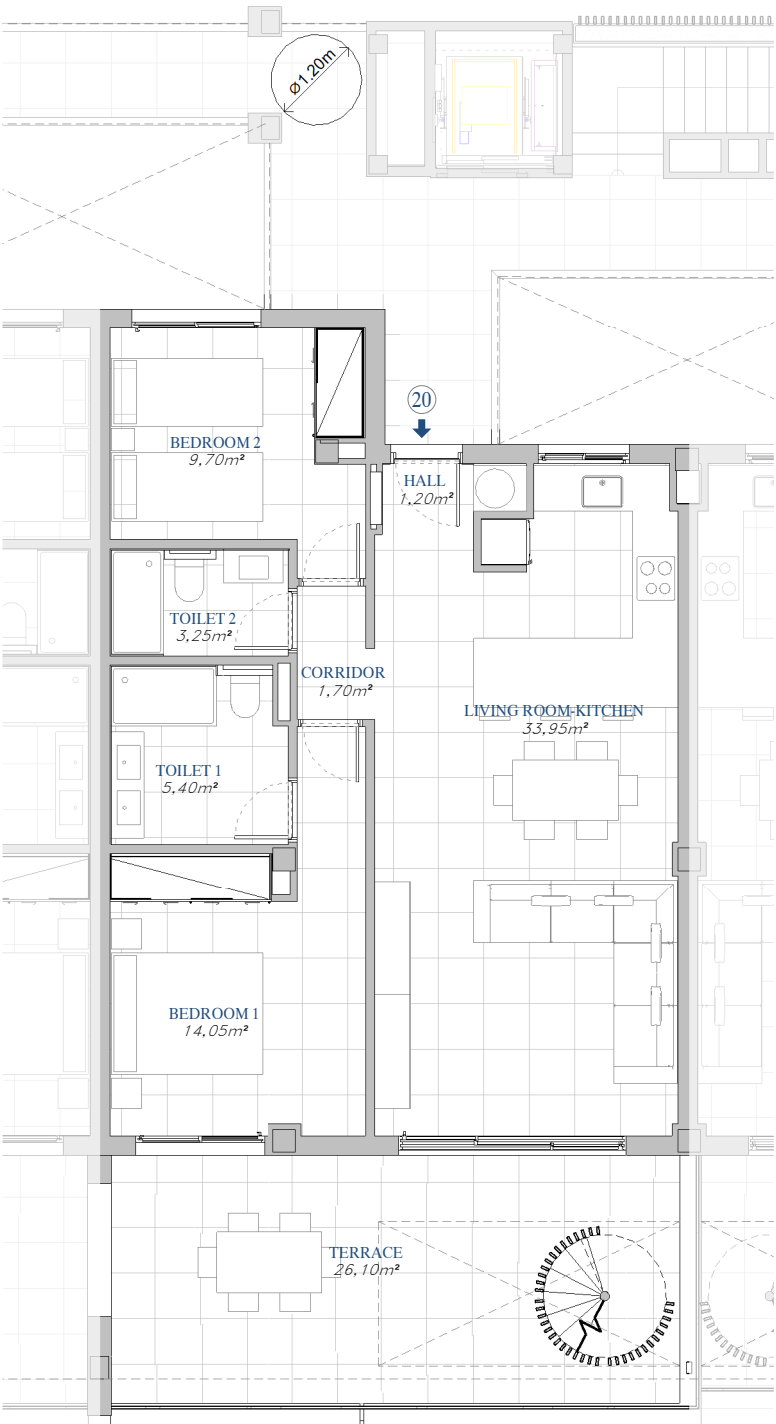 Ø1.20m
20
BEDROOM 2
9,70m²
HALL
1,20m²
TOILET 2
3,25m²
CORRIDOR
1,70m²
LIVING ROOM-KITCHEN
33,95m²
TOILET 1
5,40m²
BEDROOM 1
14,05m²
TERRACE
26,10m²